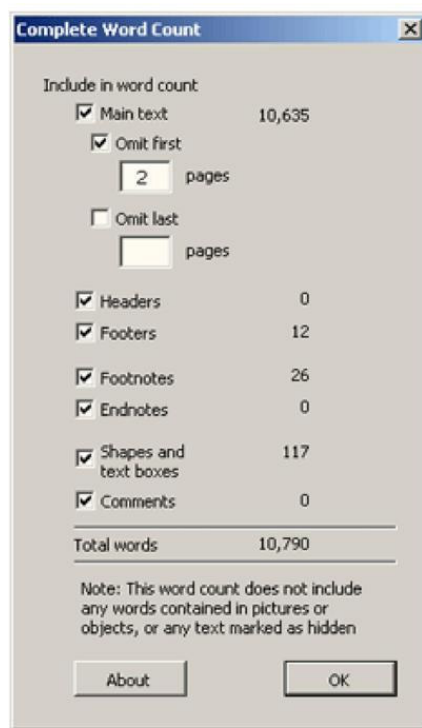 Complete Word Count
Include in word count
Main text 10,635
Omit first
2 pages
Omit last
pages
Headers 0
Footers 12
Footnotes 26
Endnotes 0
Shapes and
text boxes 117
Comments 0
Total words 10,790
Note: This word count does not include
any words contained in pictures or
objects, or any text marked as hidden
About OK